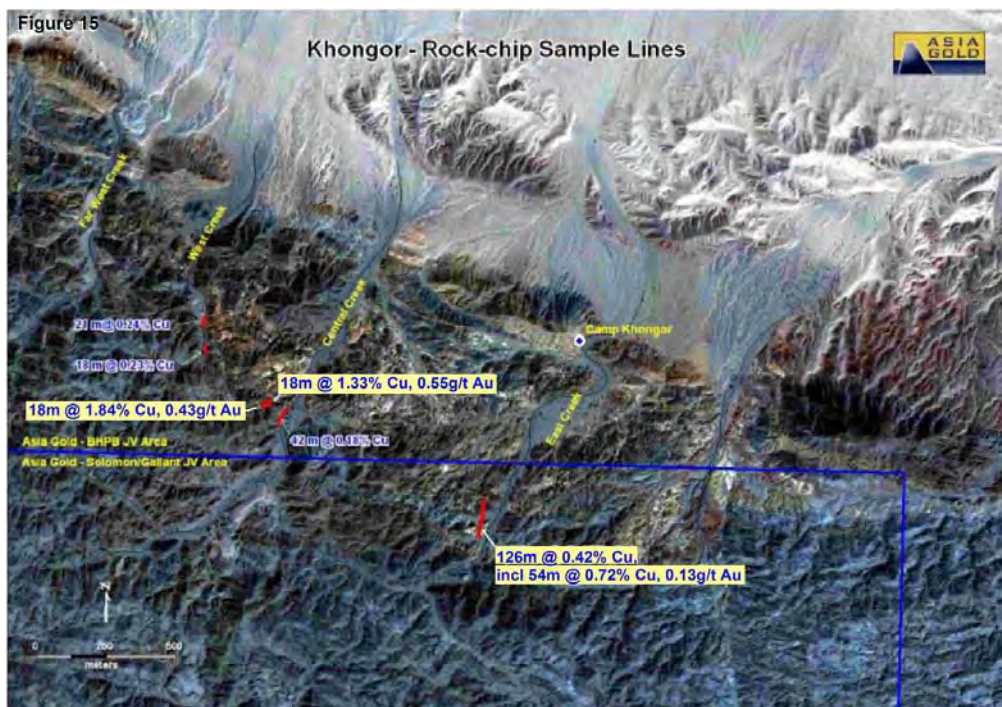 Figure 15
Khongor - Rock-chip Sample Lines
ASIA
GOLD
Far West Creek
West Creek
Central Creek
Camp Khongor
East Creek
21 m @ 0.24% Cu
18 m @ 0.23% Cu
18m @ 1.33% Cu, 0.55g/t Au
18m @ 1.84% Cu, 0.43g/t Au
42 m @ 0.18% Cu
Asia Gold - BHPB JV Area
Asia Gold - Solomon/Gallant JV Area
126m @ 0.42% Cu,
incl 54m @ 0.72% Cu, 0.13g/t Au
N
0
meters